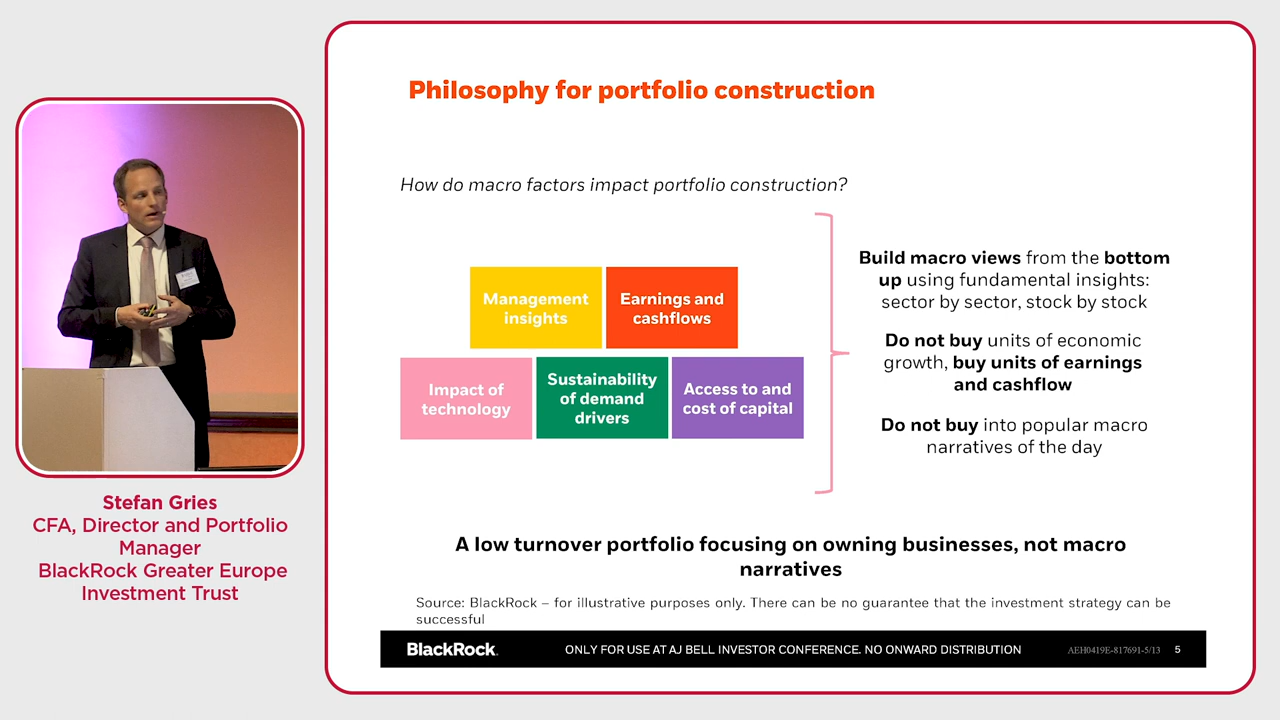 Philosophy for portfolio construction
How do macro factors impact portfolio construction?
Management
insights
Earnings and
cashflows
Impact of
technology
Sustainability
of demand
drivers
Access to and
cost of capital
Build macro views from the bottom
up using fundamental insights:
sector by sector, stock by stock
Do not buy units of economic
growth, buy units of earnings
and cashflow
Do not buy into popular macro
narratives of the day
A low turnover portfolio focusing on owning businesses, not macro
narratives
Source: BlackRock – for illustrative purposes only. There can be no guarantee that the investment strategy can be
successful
BlackRock. ONLY FOR USE AT AJ BELL INVESTOR CONFERENCE. NO ONWARD DISTRIBUTION AEH0419E-817691-5/13 5
Stefan Gries
CFA, Director and Portfolio
Manager
BlackRock Greater Europe
Investment Trust